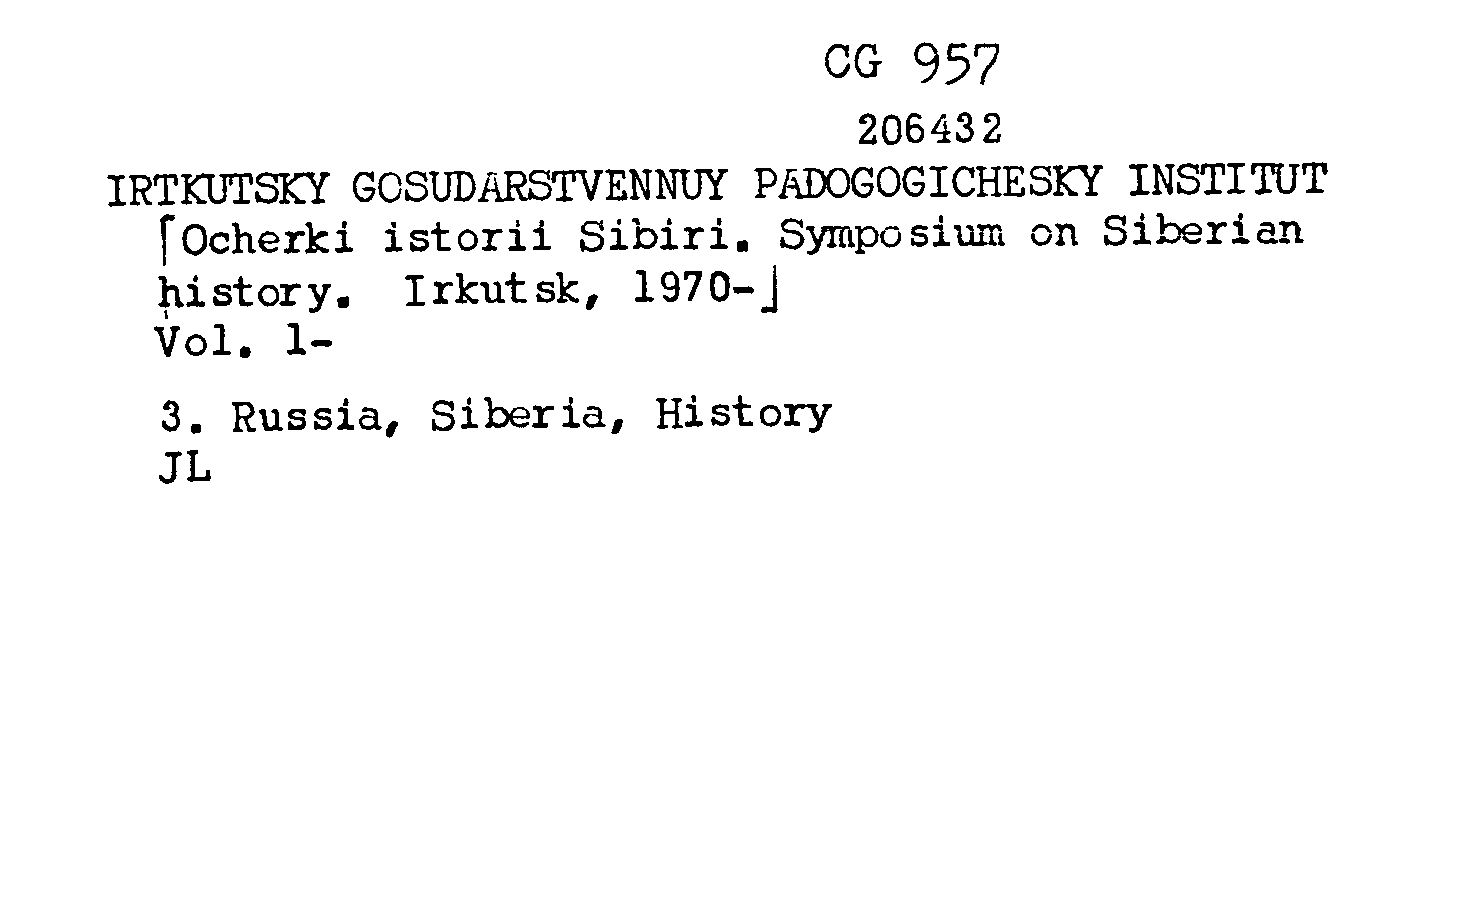 CG 957
206432
IRTKUTSKY GOSUDARSTVENNUY PADOGOGICHESKY INSTITUT
⌈Ocherki istorii Sibiri. Symposium on Siberian
history. Irkutsk, 1970-⌋
Vol. 1-
3. Russia, Siberia, History
JL